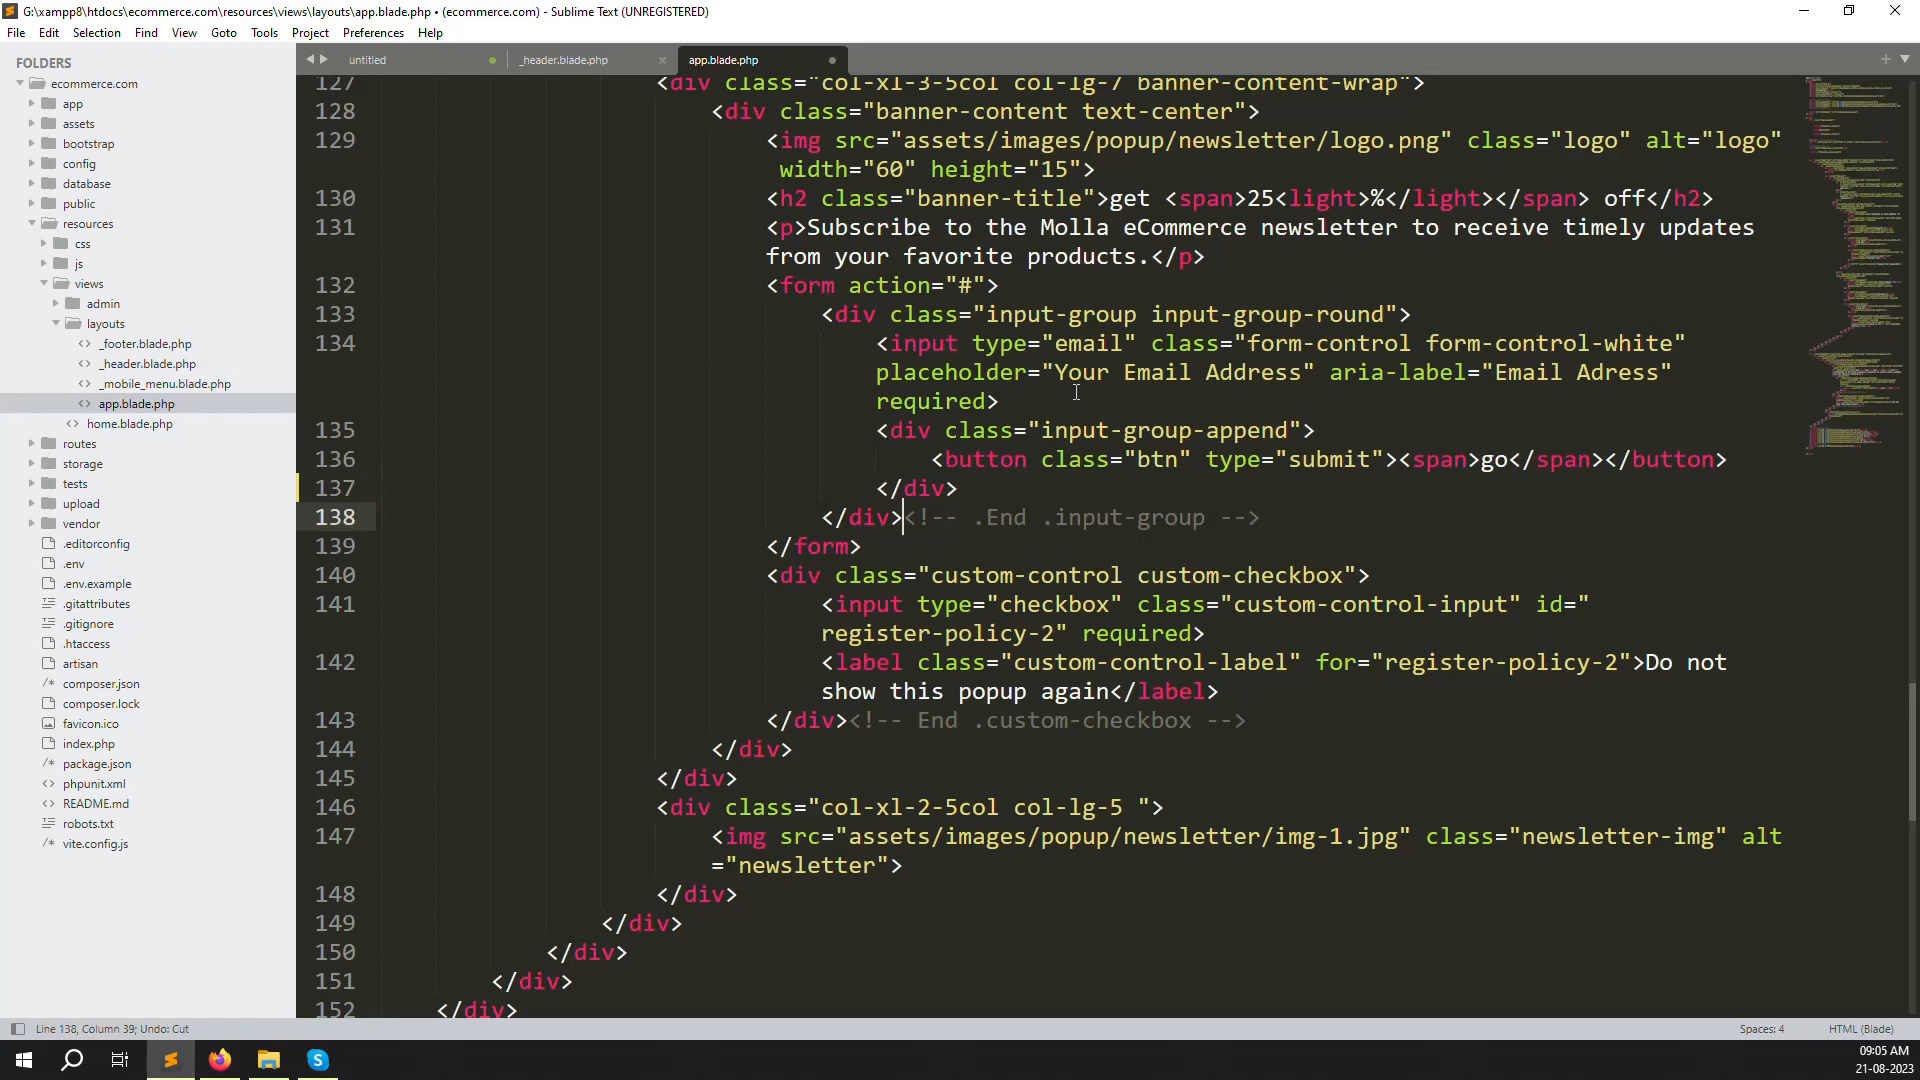 G:\xampp8\htdocs\ecommerce.com\resources\views\layouts\app.blade.php • (ecommerce.com) - Sublime Text (UNREGISTERED)
File Edit Selection Find View Goto Tools Project Preferences Help
FOLDERS
ecommerce.com
app
assets
bootstrap
config
database
public
resources
css
js
views
admin
layouts
_footer.blade.php
_header.blade.php
_mobile_menu.blade.php
app.blade.php
home.blade.php
routes
storage
tests
upload
vendor
.editorconfig
.env
.env.example
.gitattributes
.gitignore
.htaccess
artisan
composer.json
composer.lock
favicon.ico
index.php
package.json
phpunit.xml
README.md
robots.txt
vite.config.js
untitled _header.blade.php app.blade.php
127 <div class="col-xl-3-5col col-lg-7 banner-content-wrap">
128 <div class="banner-content text-center">
129 <img src="assets/images/popup/newsletter/logo.png" class="logo" alt="logo"
width="60" height="15">
130 <h2 class="banner-title">get <span>25<light>%</light></span> off</h2>
131 <p>Subscribe to the Molla eCommerce newsletter to receive timely updates
from your favorite products.</p>
132 <form action="#">
133 <div class="input-group input-group-round">
134 <input type="email" class="form-control form-control-white"
placeholder="Your Email Address" aria-label="Email Adress"
required>
135 <div class="input-group-append">
136 <button class="btn" type="submit"><span>go</span></button>
137 </div>
138 </div><!-- .End .input-group -->
139 </form>
140 <div class="custom-control custom-checkbox">
141 <input type="checkbox" class="custom-control-input" id="
register-policy-2" required>
142 <label class="custom-control-label" for="register-policy-2">Do not
show this popup again</label>
143 </div><!-- End .custom-checkbox -->
144 </div>
145 </div>
146 <div class="col-xl-2-5col col-lg-5 ">
147 <img src="assets/images/popup/newsletter/img-1.jpg" class="newsletter-img" alt
="newsletter">
148 </div>
149 </div>
150 </div>
151 </div>
152 </div>
Line 138, Column 39; Undo: Cut Spaces: 4 HTML (Blade)
09:05 AM
21-08-2023